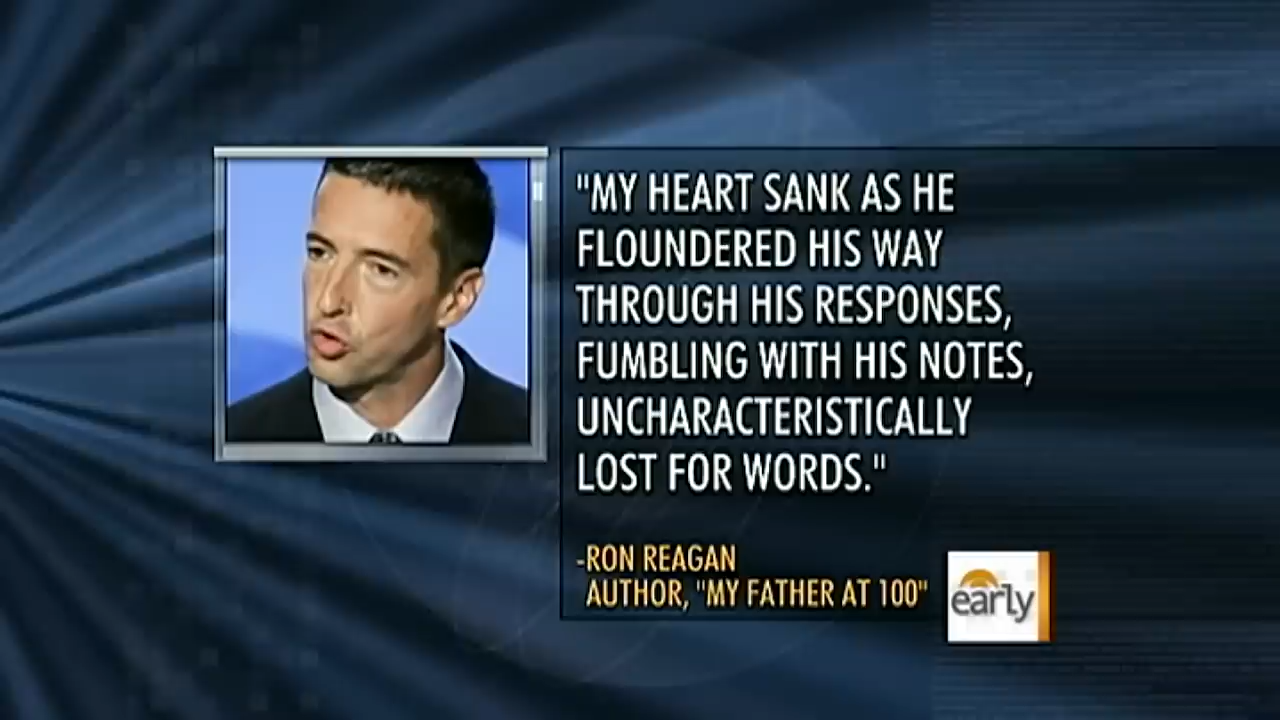 "MY HEART SANK AS HE
FLOUNDERED HIS WAY
THROUGH HIS RESPONSES,
FUMBLING WITH HIS NOTES,
UNCHARACTERISTICALLY
LOST FOR WORDS."
-RON REAGAN
AUTHOR, "MY FATHER AT 100"
early